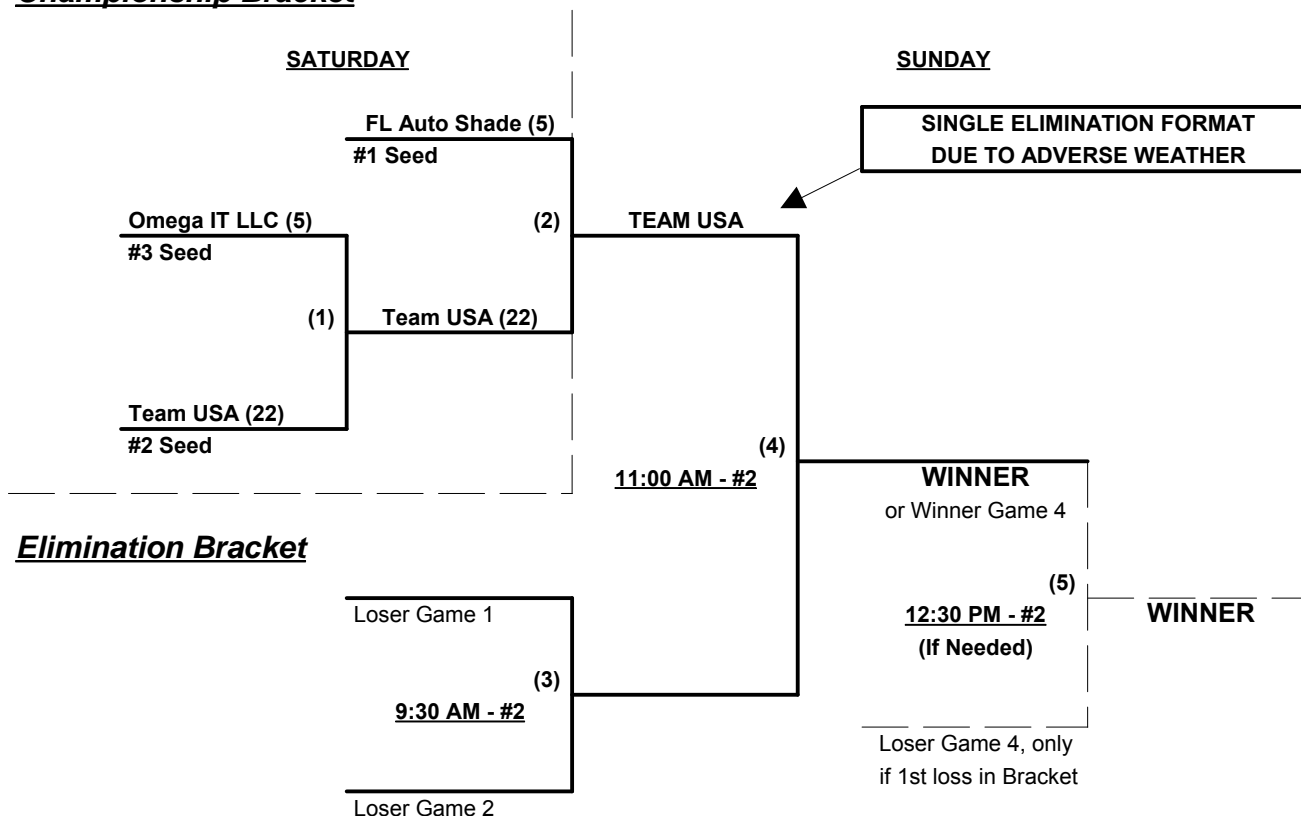 Championship Bracket
SATURDAY
SUNDAY
FL Auto Shade (5)
#1 Seed
SINGLE ELIMINATION FORMAT
DUE TO ADVERSE WEATHER
Omega IT LLC (5)
#3 Seed
(2)
TEAM USA
(1)
Team USA (22)
Team USA (22)
#2 Seed
(4)
11:00 AM - #2
WINNER
or Winner Game 4
Elimination Bracket
Loser Game 1
(5)
12:30 PM - #2
(If Needed)
WINNER
(3)
9:30 AM - #2
Loser Game 4, only
if 1st loss in Bracket
Loser Game 2